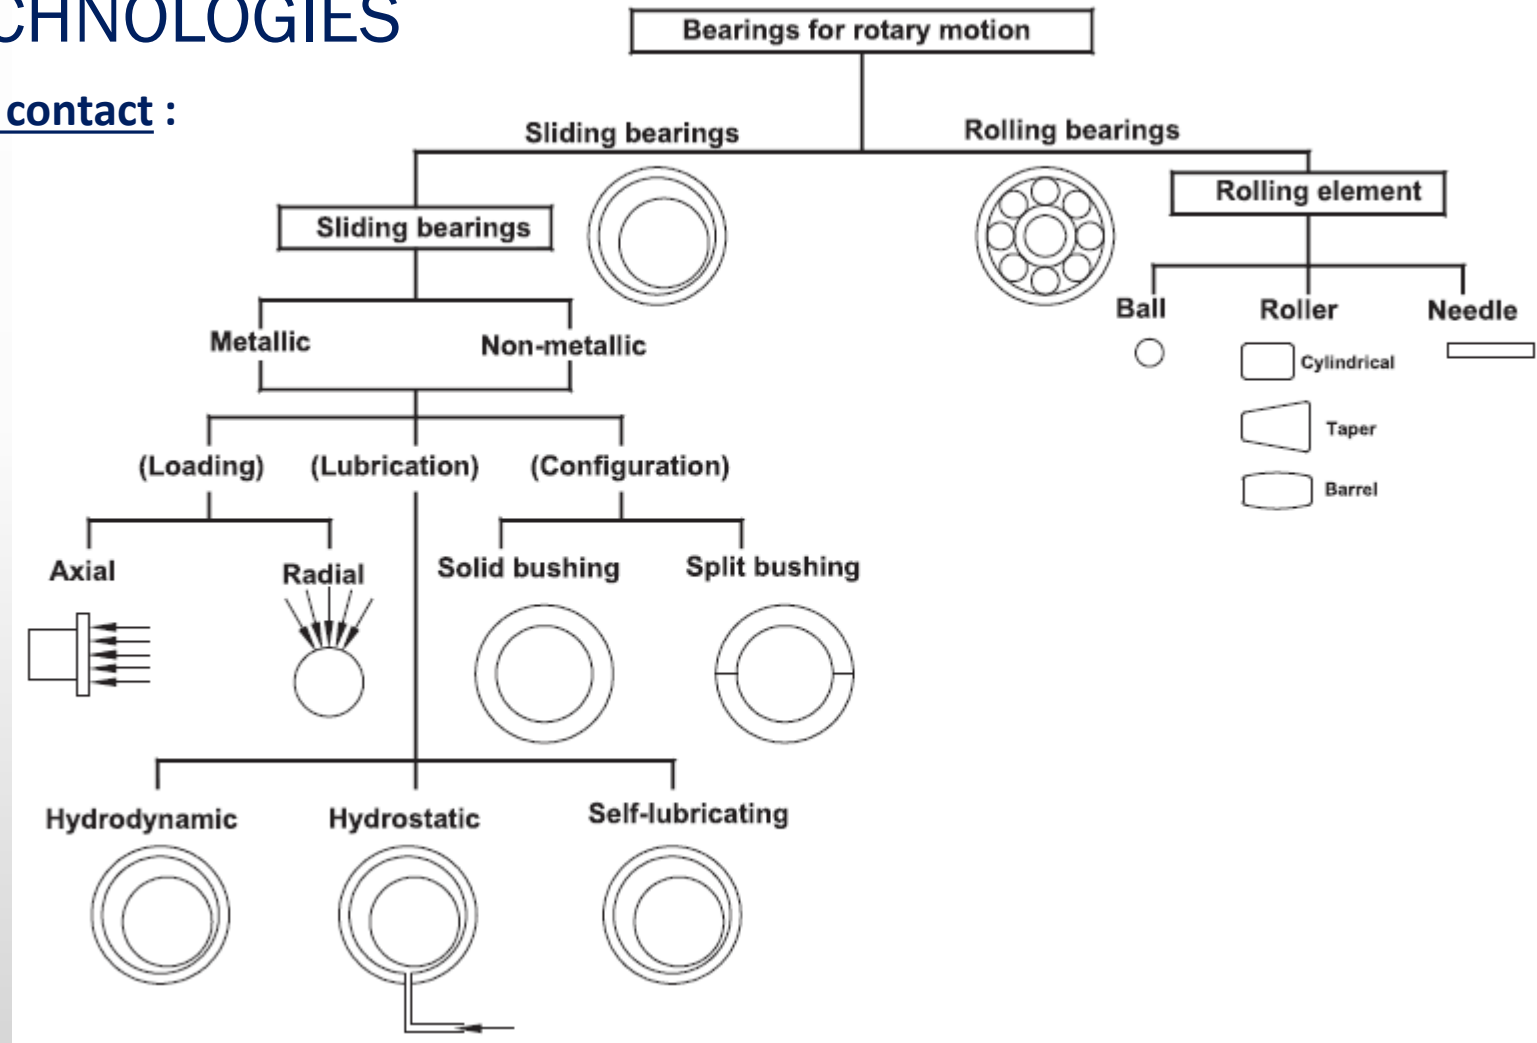 CHNOLOGIES
contact :
Bearings for rotary motion
Sliding bearings
Rolling bearings
Sliding bearings
Rolling element
Metallic
Non-metallic
Ball
Roller
Needle
Cylindrical
Taper
Barrel
(Loading)
(Lubrication)
(Configuration)
Axial
Radial
Solid bushing
Split bushing
Hydrodynamic
Hydrostatic
Self-lubricating